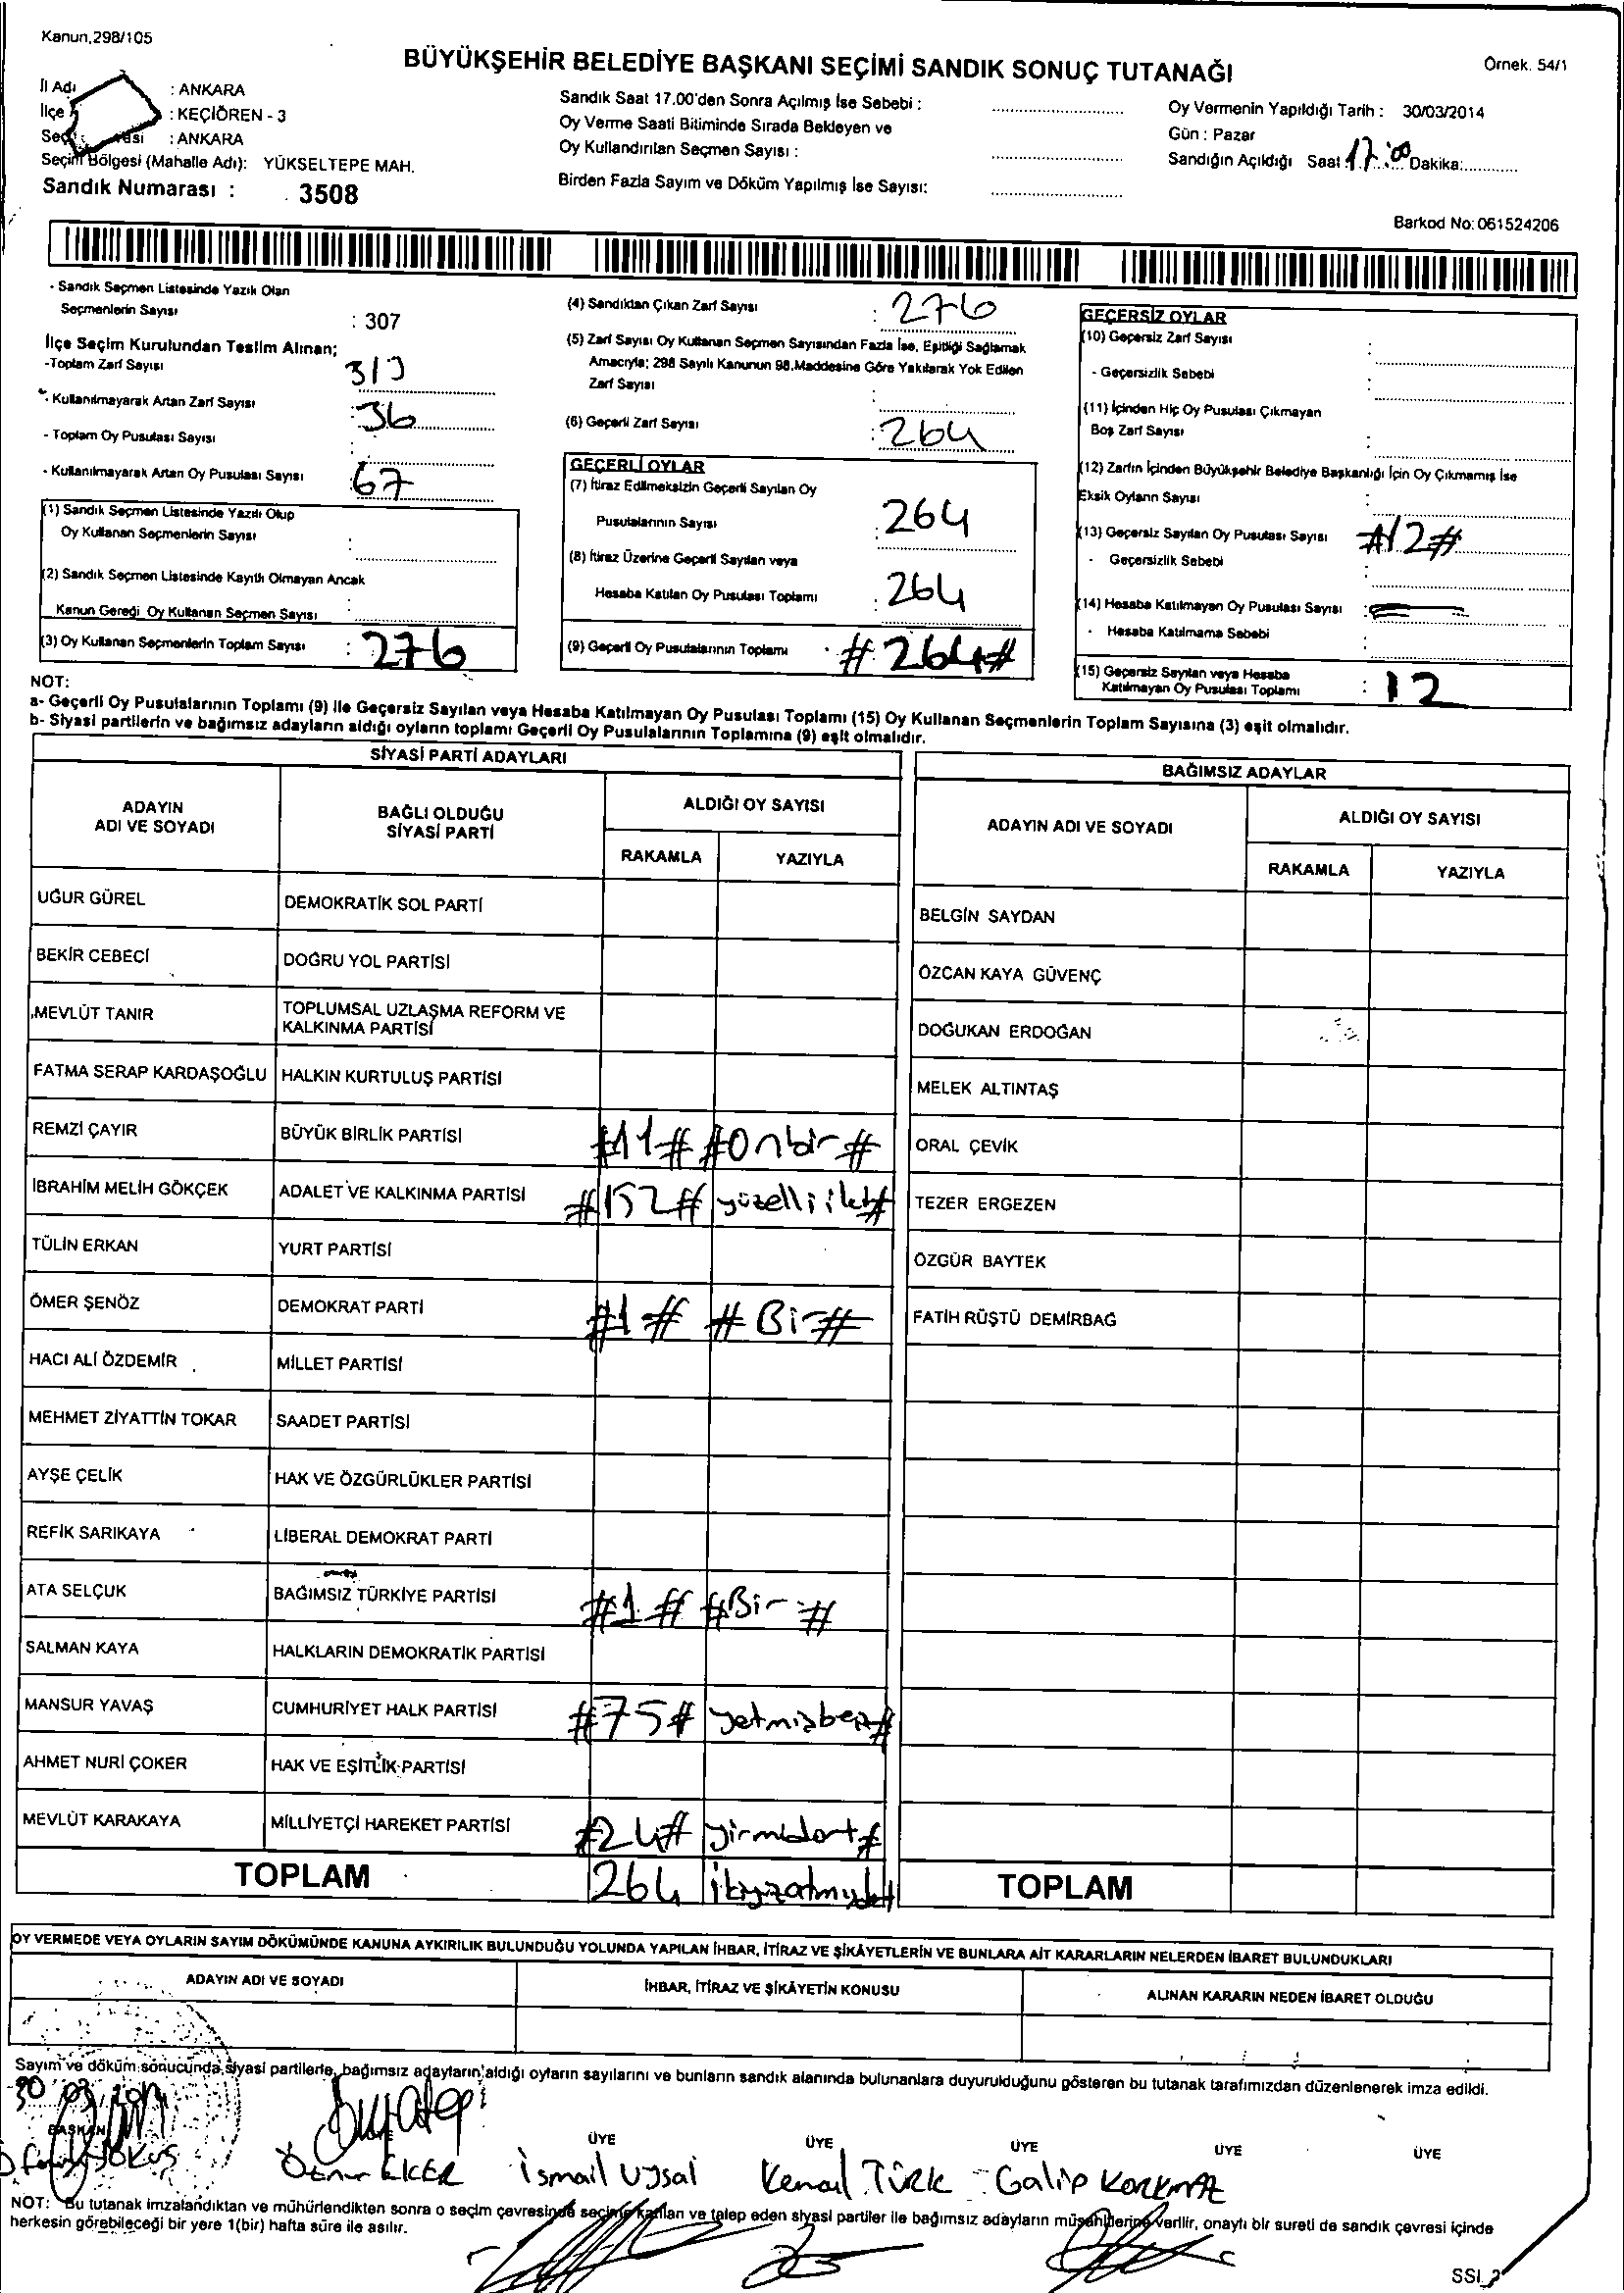 Kanun,298/105
BÜYÜKŞEHİR BELEDİYE BAŞKANI SEÇİMİ SANDIK SONUÇ TUTANAĞI
Örnek. 54/1
İl Adı : ANKARA
İlçe : KEÇİÖREN - 3
: ANKARA
Seçim Bölgesi (Mahalle Adı): YÜKSELTEPE MAH.
Sandık Numarası : 3508
Sandık Saat 17.00'den Sonra Açılmış İse Sebebi :
Oy Verme Saati Bitiminde Sırada Bekleyen ve
Oy Kullandırılan Seçmen Sayısı :
Birden Fazla Sayım ve Döküm Yapılmış İse Sayısı:
Oy Vermenin Yapıldığı Tarih : 30/03/2014
Gün : Pazar
Sandığın Açıldığı Saat 17:00 Dakika:
Barkod No: 061524206
- Sandık Seçmen Listesinde Yazılı Olan
Seçmenlerin Sayısı : 307
İlçe Seçim Kurulundan Teslim Alınan;
-Toplam Zarf Sayısı
- Kullanılmayarak Artan Zarf Sayısı : 36
- Toplam Oy Pusulası Sayısı :
- Kullanılmayarak Artan Oy Pusulası Sayısı : 67
(1) Sandık Seçmen Listesinde Yazılı Olup
Oy Kullanan Seçmenlerin Sayısı :
(2) Sandık Seçmen Listesinde Kayıtlı Olmayan Ancak
Kanun Gereği Oy Kullanan Seçmen Sayısı :
(3) Oy Kullanan Seçmenlerin Toplam Sayısı : 276
(4) Sandıktan Çıkan Zarf Sayısı : 276
(5) Zarf Sayısı Oy Kullanan Seçmen Sayısından Fazla İse, Eşitliği Sağlamak
Amacıyla; 298 Sayılı Kanunun 98.Maddesine Göre Yakılarak Yok Edilen
Zarf Sayısı :
(6) Geçerli Zarf Sayısı : 264
GEÇERLİ OYLAR
(7) İtiraz Edilmeksizin Geçerli Sayılan Oy
Pusulalarının Sayısı : 264
(8) İtiraz Üzerine Geçerli Sayılan veya
Hesaba Katılan Oy Pusulası Toplamı : 264
(9) Geçerli Oy Pusulalarının Toplamı : # 264 #
GEÇERSİZ OYLAR
(10) Geçersiz Zarf Sayısı :
- Geçersizlik Sebebi :
(11) İçinden Hiç Oy Pusulası Çıkmayan
Boş Zarf Sayısı :
(12) Zarfın İçinden Büyükşehir Belediye Başkanlığı İçin Oy Çıkmamış İse
Eksik Oyların Sayısı :
(13) Geçersiz Sayılan Oy Pusulası Sayısı #12#
- Geçersizlik Sebebi :
(14) Hesaba Katılmayan Oy Pusulası Sayısı :
- Hesaba Katılmama Sebebi :
(15) Geçersiz Sayılan veya Hesaba
Katılmayan Oy Pusulası Toplamı : 12
NOT:
a- Geçerli Oy Pusulalarının Toplamı (9) ile Geçersiz Sayılan veya Hesaba Katılmayan Oy Pusulası Toplamı (15) Oy Kullanan Seçmenlerin Toplam Sayısına (3) eşit olmalıdır.
b- Siyasi partilerin ve bağımsız adayların aldığı oyların toplamı Geçerli Oy Pusulalarının Toplamına (9) eşit olmalıdır.
SİYASİ PARTİ ADAYLARI
ADAYIN ADI VE SOYADI
BAĞLI OLDUĞU SİYASİ PARTİ
ALDIĞI OY SAYISI
RAKAMLA YAZIYLA
UĞUR GÜREL DEMOKRATİK SOL PARTİ
BEKİR CEBECİ DOĞRU YOL PARTİSİ
MEVLÜT TANIR TOPLUMSAL UZLAŞMA REFORM VE KALKINMA PARTİSİ
FATMA SERAP KARDAŞOĞLU HALKIN KURTULUŞ PARTİSİ
REMZİ ÇAYIR BÜYÜK BİRLİK PARTİSİ #11# #Onbir#
İBRAHİM MELİH GÖKÇEK ADALET VE KALKINMA PARTİSİ #152# yüzelliiki#
TÜLİN ERKAN YURT PARTİSİ
ÖMER ŞENÖZ DEMOKRAT PARTİ #1# #Bir#
HACI ALİ ÖZDEMİR MİLLET PARTİSİ
MEHMET ZİYATTİN TOKAR SAADET PARTİSİ
AYŞE ÇELİK HAK VE ÖZGÜRLÜKLER PARTİSİ
REFİK SARIKAYA LİBERAL DEMOKRAT PARTİ
ATA SELÇUK BAĞIMSIZ TÜRKİYE PARTİSİ #1# #Bir#
SALMAN KAYA HALKLARIN DEMOKRATİK PARTİSİ
MANSUR YAVAŞ CUMHURİYET HALK PARTİSİ #75# yetmişbeş#
AHMET NURİ ÇOKER HAK VE EŞİTLİK PARTİSİ
MEVLÜT KARAKAYA MİLLİYETÇİ HAREKET PARTİSİ #24# yirmidört#
TOPLAM 264
BAĞIMSIZ ADAYLAR
ADAYIN ADI VE SOYADI
ALDIĞI OY SAYISI
RAKAMLA YAZIYLA
BELGİN SAYDAN
ÖZCAN KAYA GÜVENÇ
DOĞUKAN ERDOĞAN
MELEK ALTINTAŞ
ORAL ÇEVİK
TEZER ERGEZEN
ÖZGÜR BAYTEK
FATİH RÜŞTÜ DEMİRBAĞ
TOPLAM
OY VERMEDE VEYA OYLARIN SAYIM DÖKÜMÜNDE KANUNA AYKIRILIK BULUNDUĞU YOLUNDA YAPILAN İHBAR, İTİRAZ VE ŞİKÂYETLERİN VE BUNLARA AİT KARARLARIN NELERDEN İBARET BULUNDUKLARI
ADAYIN ADI VE SOYADI
İHBAR, İTİRAZ VE ŞİKÂYETİN KONUSU
ALINAN KARARIN NEDEN İBARET OLDUĞU
Sayım ve döküm sonucunda, siyasi partilerle, bağımsız adayların aldığı oyların sayılarını ve bunların sandık alanında bulunanlara duyurulduğunu gösteren bu tutanak tarafımızdan düzenlenerek imza edildi.
30 03 2014
BAŞKAN ÜYE ÜYE ÜYE ÜYE ÜYE
EKER İsmail Uysal Kemal TÜRK Galip KORKMAZ
NOT: Bu tutanak imzalandıktan ve mühürlendikten sonra o seçim çevresinde seçime katılan ve talep eden siyasi partiler ile bağımsız adayların müşahitlerine verilir, onaylı bir sureti de sandık çevresi içinde
herkesin görebileceği bir yere 1(bir) hafta süre ile asılır.